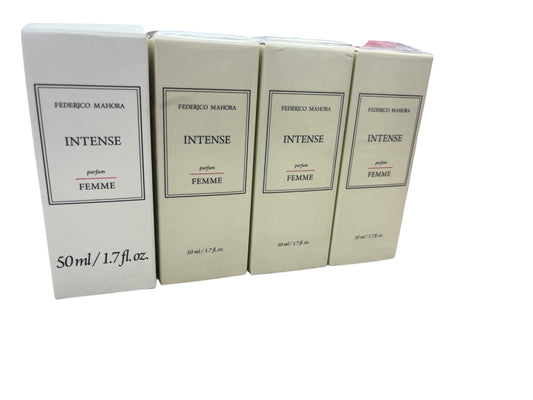 FEDERICO MAHORA
INTENSE
parfum
FEMME
50 ml / 1.7 fl. oz.
FEDERICO MAHORA
INTENSE
parfum
FEMME
50 ml / 1.7 fl. oz.
FEDERICO MAHORA
INTENSE
parfum
FEMME
50 ml / 1.7 fl. oz.
FEDERICO MAHORA
INTENSE
parfum
FEMME
50 ml / 1.7 fl. oz.